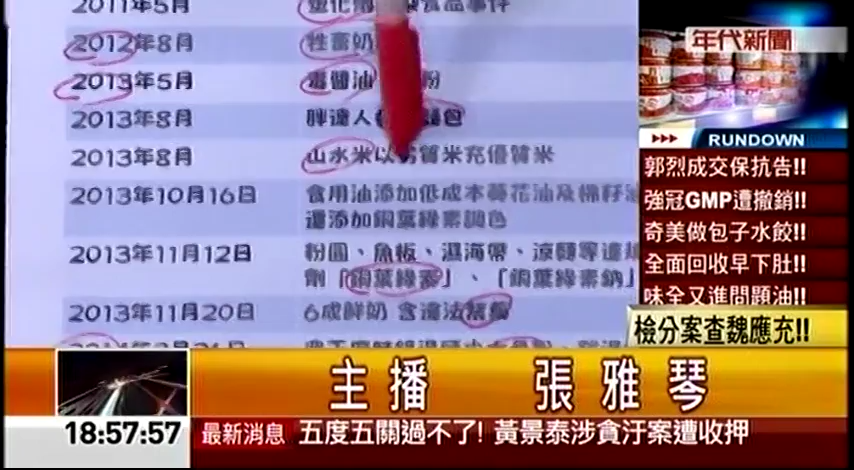 2011年5月
2012年8月 牲畜奶
2013年5月 毒醬油 粉
2013年8月 胖達人 包
2013年8月 山水米以劣質米充優質米
2013年10月16日 食用油添加低成本葵花油及棉籽油
還添加銅葉綠素調色
2013年11月12日 粉圓、魚板、濕海帶、涼麵等違規
劑「銅葉綠素」、「銅葉綠素鈉」
2013年11月20日 6成鮮奶 含違法禁藥
年代新聞
RUNDOWN
郭烈成交保抗告!!
強冠GMP遭撤銷!!
奇美做包子水餃!!
全面回收早下肚!!
味全又進問題油!!
檢分案查魏應充!!
主播 張雅琴
18:57:57
最新消息 五度五關過不了! 黃景泰涉貪汙案遭收押